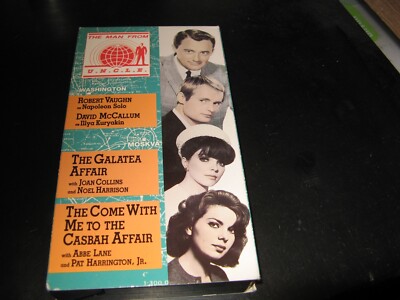 THE MAN FROM
U.N.C.L.E.
WASHINGTON
ROBERT VAUGHN
as Napoleon Solo
DAVID MCCALLUM
as Illya Kuryakin
MOSKVA
THE GALATEA
AFFAIR
with JOAN COLLINS
and NOEL HARRISON
THE COME WITH
ME TO THE
CASBAH AFFAIR
with ABBE LANE
and PAT HARRINGTON, JR.